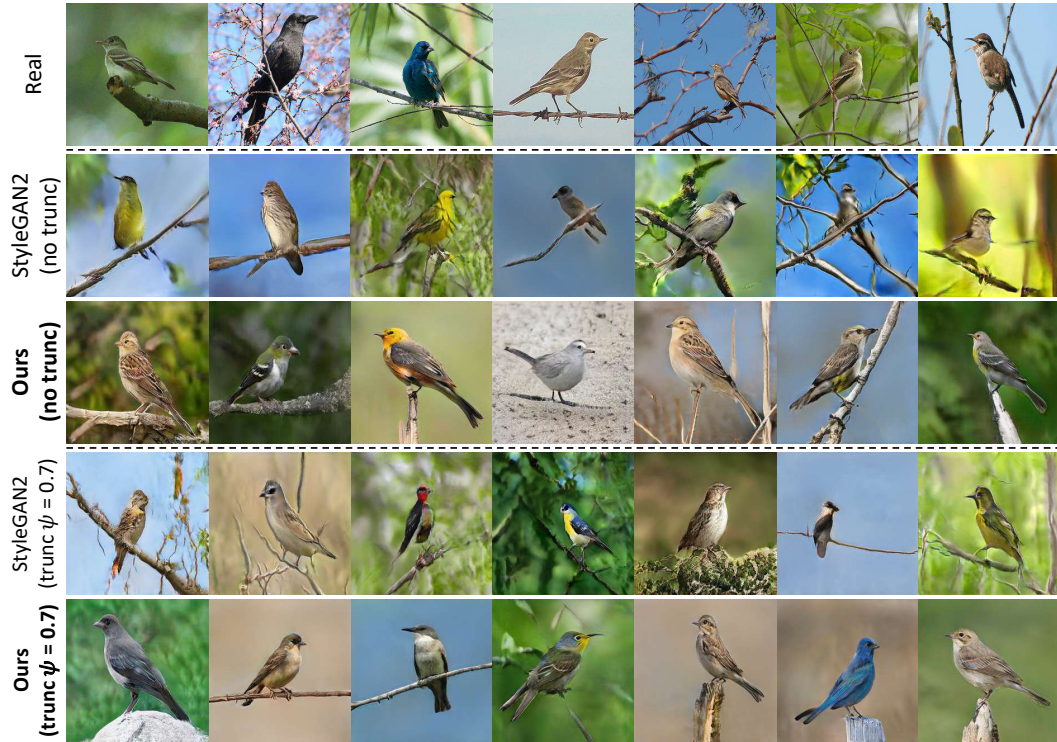 Real
StyleGAN2
(no trunc)
Ours
(no trunc)
StyleGAN2
(trunc ψ = 0.7)
Ours
(trunc ψ = 0.7)